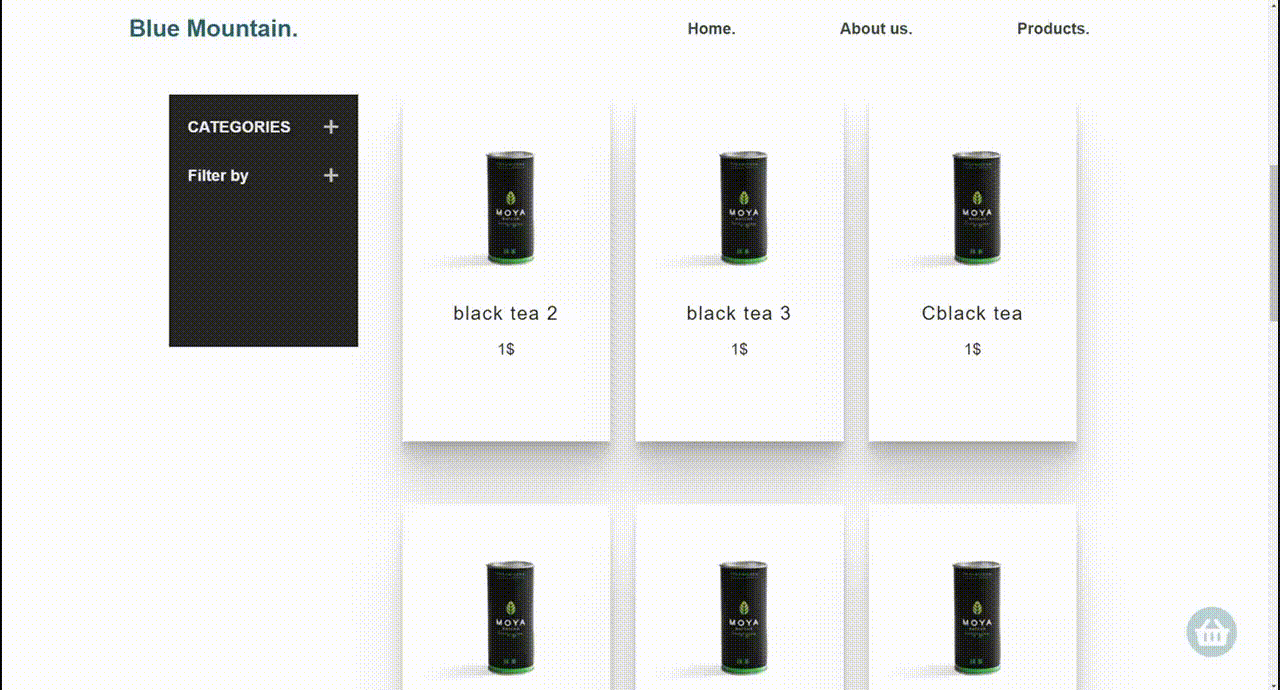 Blue Mountain.
Home.
About us.
Products.
CATEGORIES
Filter by
MOYA
MOYA
MOYA
black tea 2
black tea 3
Cblack tea
1$
1$
1$
MOYA
MOYA
MOYA